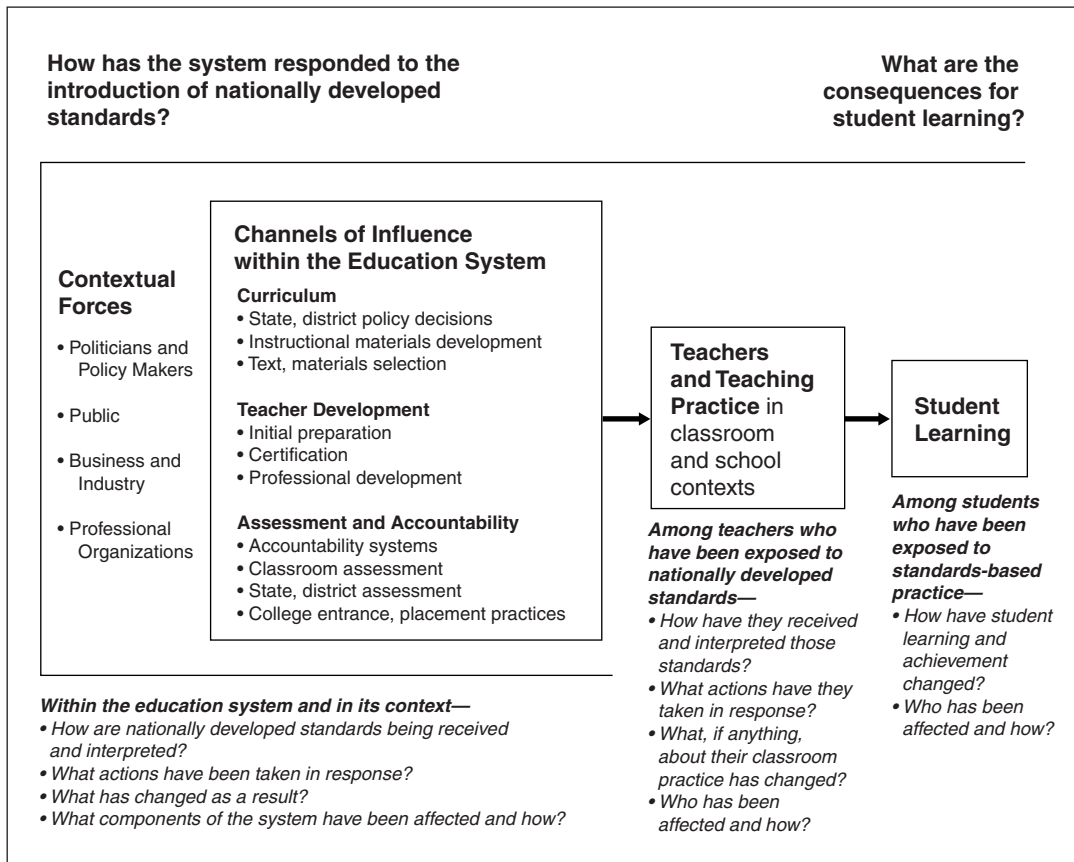 How has the system responded to the
introduction of nationally developed
standards?
What are the
consequences for
student learning?
Contextual
Forces
• Politicians and
Policy Makers
• Public
• Business and
Industry
• Professional
Organizations
Channels of Influence
within the Education System
Curriculum
• State, district policy decisions
• Instructional materials development
• Text, materials selection
Teacher Development
• Initial preparation
• Certification
• Professional development
Assessment and Accountability
• Accountability systems
• Classroom assessment
• State, district assessment
• College entrance, placement practices
Teachers
and Teaching
Practice in
classroom
and school
contexts
Student
Learning
Within the education system and in its context—
• How are nationally developed standards being received
and interpreted?
• What actions have been taken in response?
• What has changed as a result?
• What components of the system have been affected and how?
Among teachers who
have been exposed to
nationally developed
standards—
• How have they received
and interpreted those
standards?
• What actions have they
taken in response?
• What, if anything,
about their classroom
practice has changed?
• Who has been
affected and how?
Among students
who have been
exposed to
standards-based
practice—
• How have student
learning and
achievement
changed?
• Who has been
affected and how?